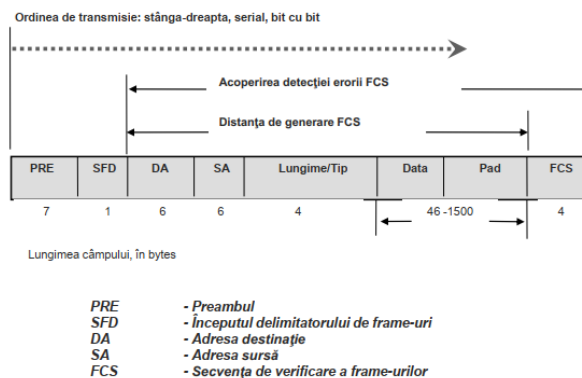 Ordinea de transmisie: stânga-dreapta, serial, bit cu bit
Acoperirea detecției erorii FCS
Distanța de generare FCS
PRE SFD DA SA Lungime/Tip Data Pad FCS
7 1 6 6 4 46 -1500 4
Lungimea câmpului, în bytes
PRE - Preambul
SFD - Începutul delimitatorului de frame-uri
DA - Adresa destinație
SA - Adresa sursă
FCS - Secvența de verificare a frame-urilor